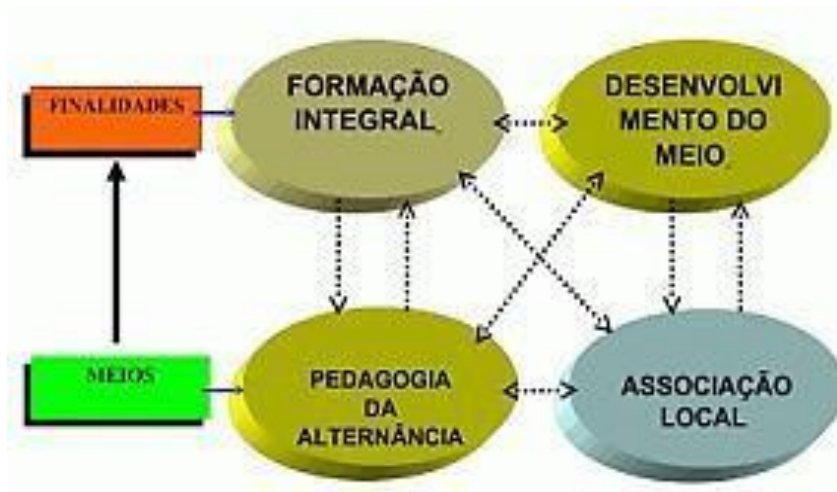 FINALIDADES
FORMAÇÃO
INTEGRAL
DESENVOLVI
MENTO DO
MEIO
MEIOS
PEDAGOGIA
DA
ALTERNÂNCIA
ASSOCIAÇÃO
LOCAL